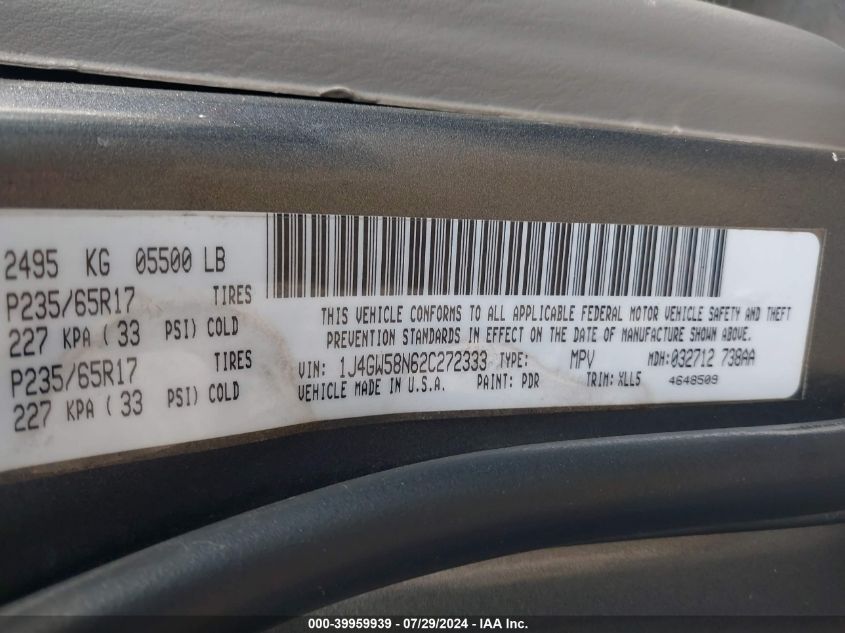 2495 KG 05500 LB
P235/65R17 TIRES
227 KPA ( 33 PSI) COLD
P235/65R17 TIRES
227 KPA ( 33 PSI) COLD
THIS VEHICLE CONFORMS TO ALL APPLICABLE FEDERAL MOTOR VEHICLE SAFETY AND THEFT
PREVENTION STANDARDS IN EFFECT ON THE DATE OF MANUFACTURE SHOWN ABOVE.
VIN: 1J4GW58N62C272333 TYPE: MPV MDH:032712 738AA
VEHICLE MADE IN U.S.A. PAINT: PDR TRIM: XLL5 4648509
000-39959939 / 07/29/2024 - © IAA, Inc.